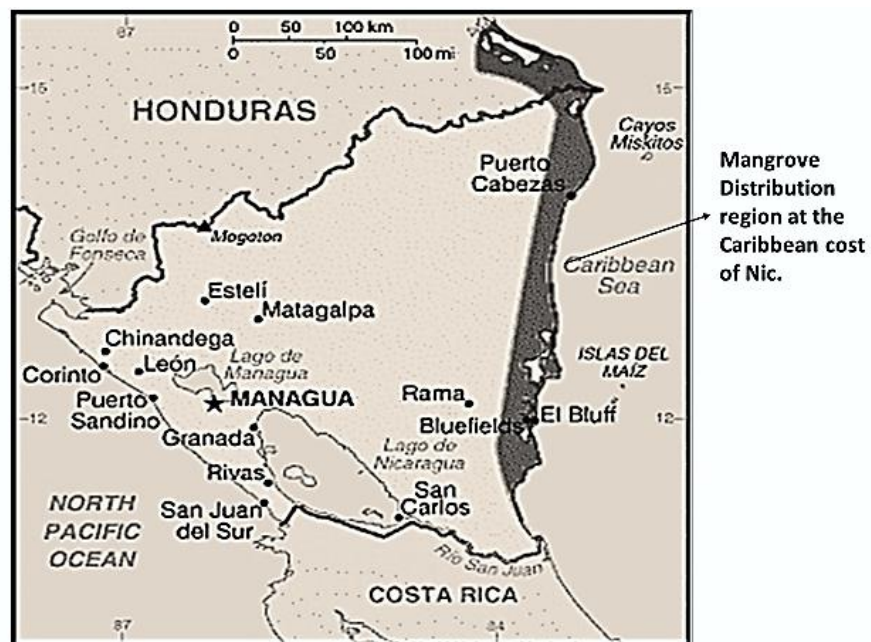 87
0
50
100 km
0
50
100 mi
15
15
HONDURAS
Cayos
Miskitos
Puerto
Cabezas
Mangrove
Distribution
region at the
Caribbean cost
of Nic.
Mogoton
Golfo de
Fonseca
Caribbean
Sea
Estelí
Matagalpa
Chinandega
Lago de
Managua
León
Corinto
ISLAS DEL
MAÍZ
MANAGUA
Puerto
Sandino
Rama
12
12
El Bluff
Bluefields
Granada
Lago de
Nicaragua
Rivas
San
Carlos
San Juan
del Sur
NORTH
PACIFIC
OCEAN
Río San Juan
COSTA RICA
87
84